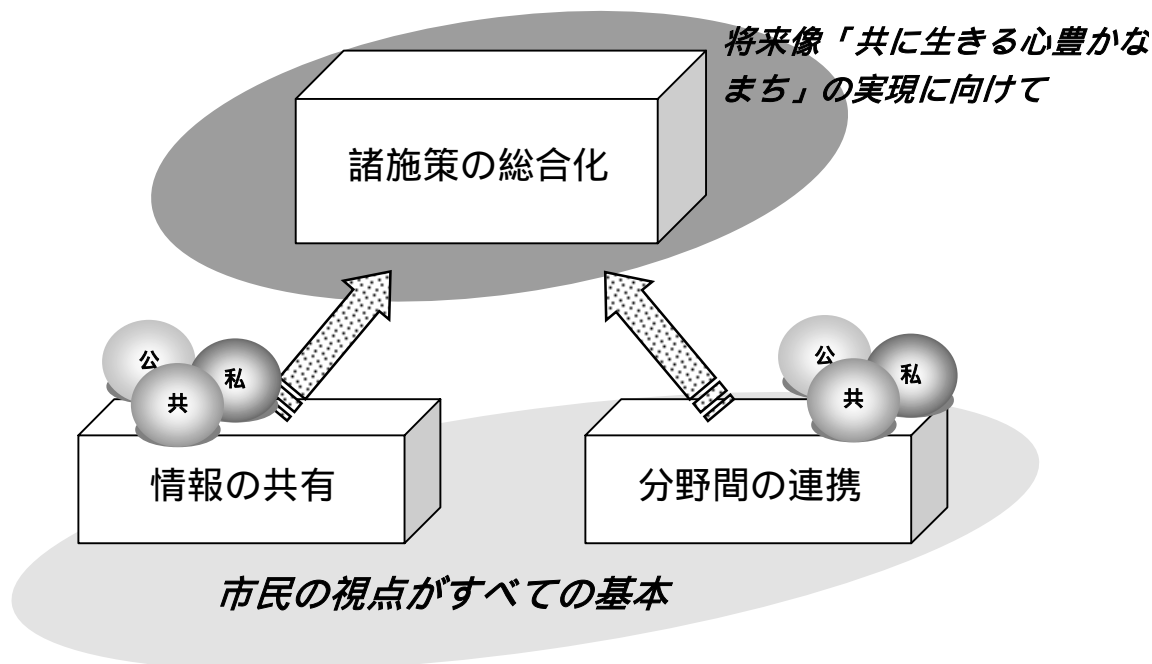 将来像「共に生きる心豊かな
まち」の実現に向けて
諸施策の総合化
公
私
共
公
私
共
情報の共有
分野間の連携
市民の視点がすべての基本